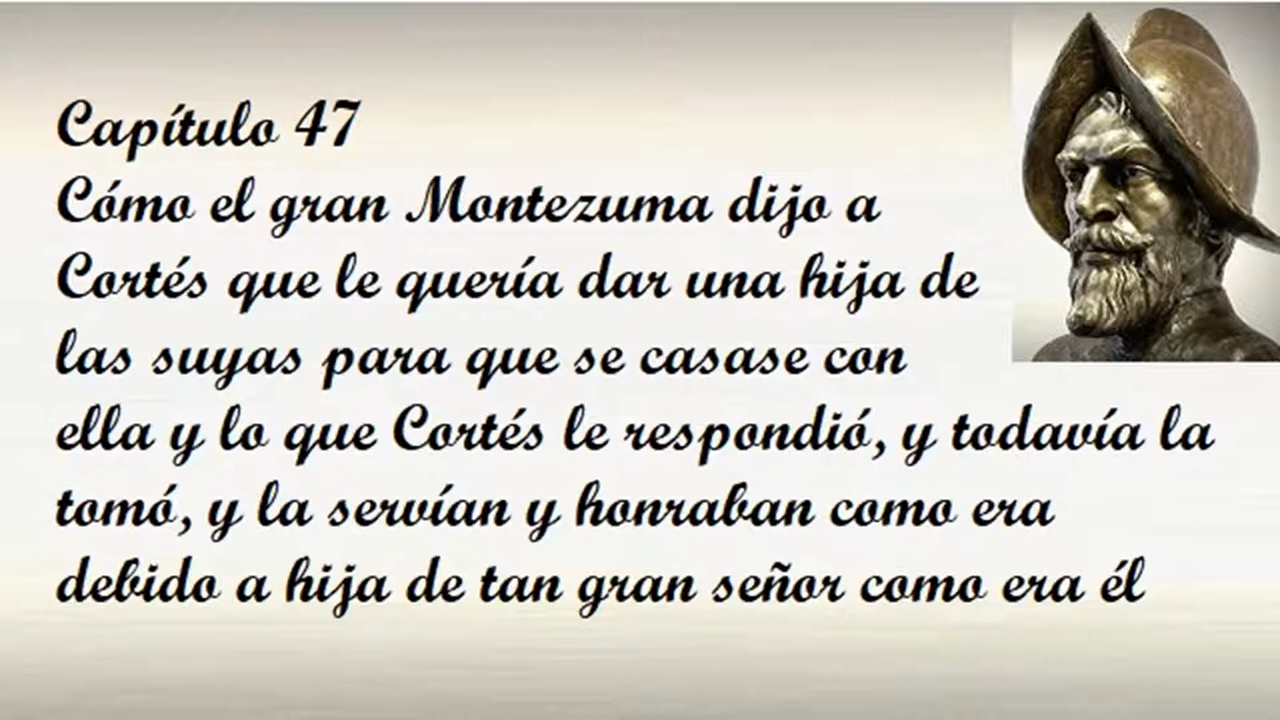 Capítulo 47
Cómo el gran Montezuma dijo a
Cortés que le quería dar una hija de
las suyas para que se casase con
ella y lo que Cortés le respondió, y todavía la
tomó, y la servían y honraban como era
debido a hija de tan gran señor como era él